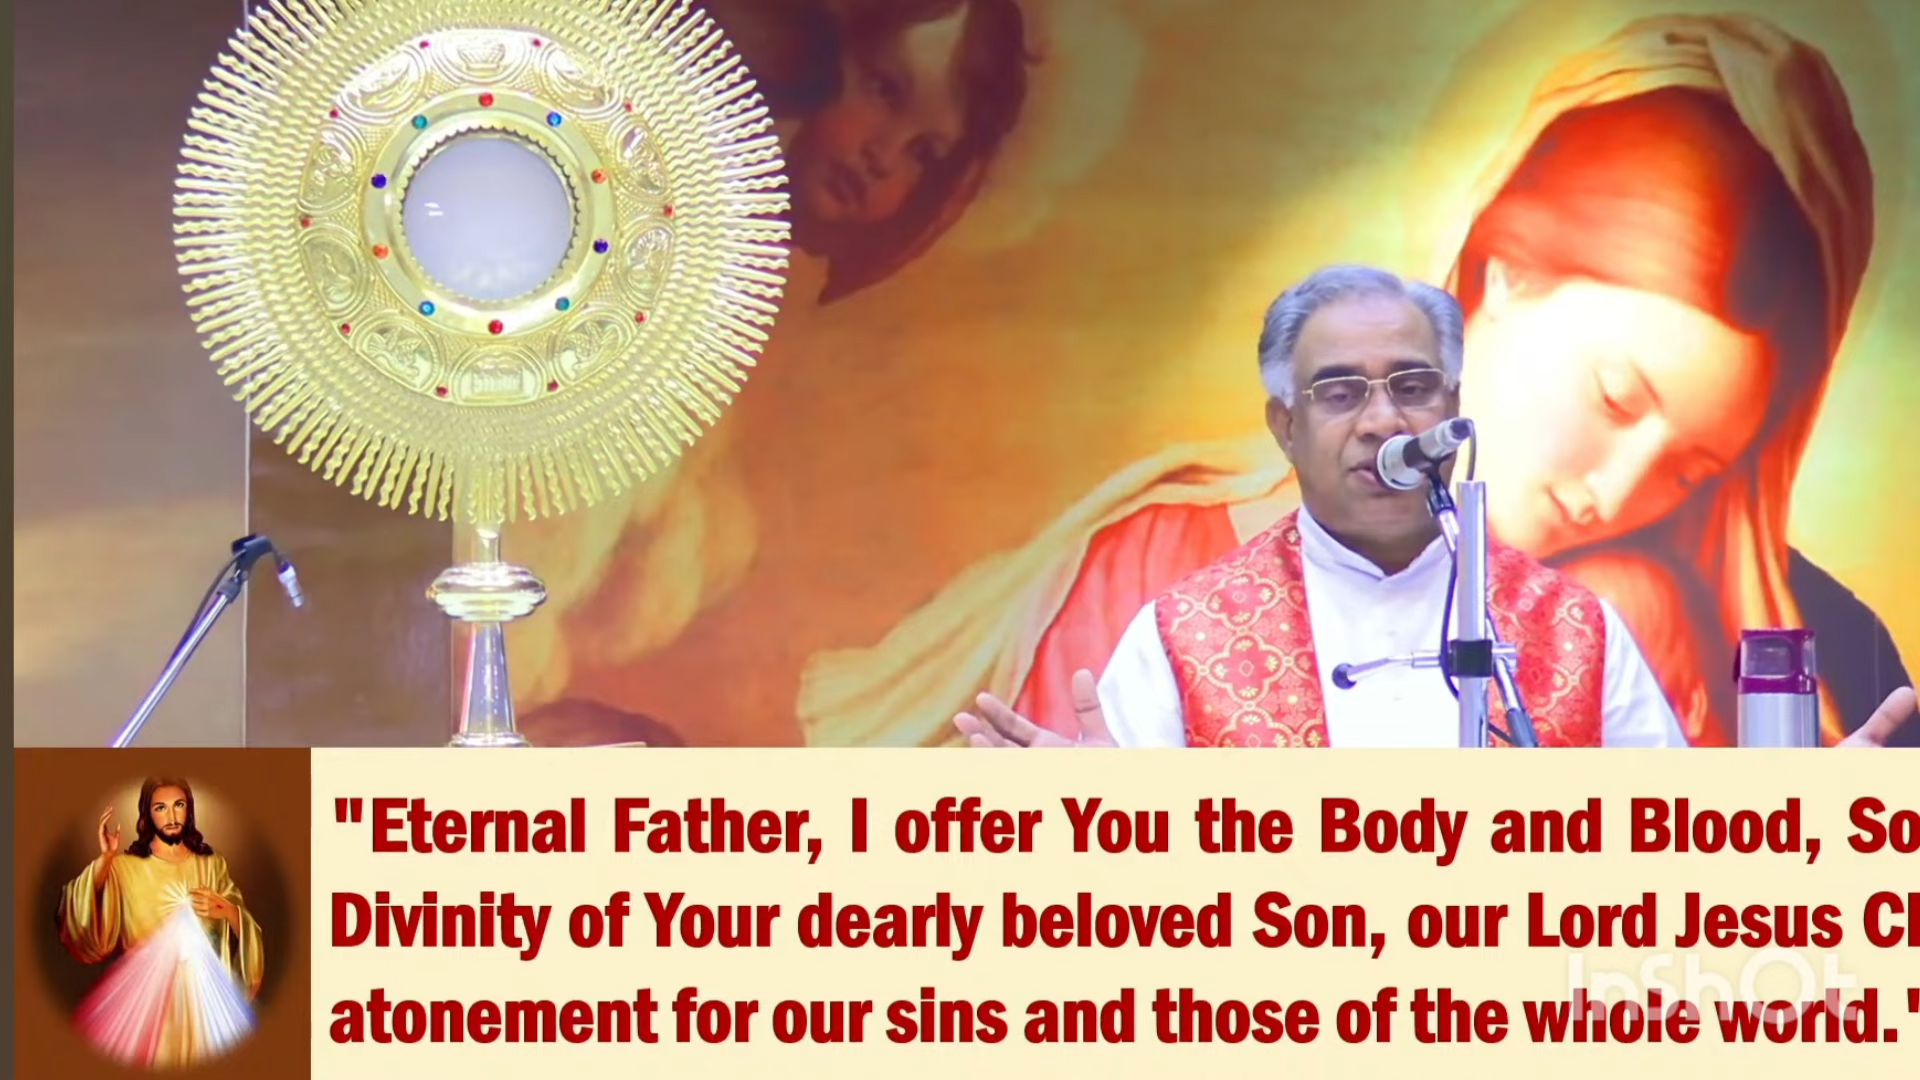 "Eternal Father, I offer You the Body and Blood, So
Divinity of Your dearly beloved Son, our Lord Jesus
atonement for our sins and those of the whole world."
InShOt